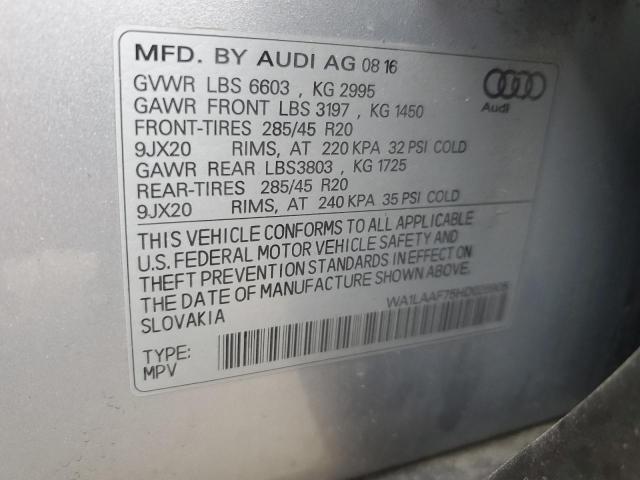 MFD. BY AUDI AG 08 16
GVWR LBS 6603 , KG 2995
GAWR FRONT LBS 3197 , KG 1450
FRONT-TIRES 285/45 R20
9JX20 RIMS, AT 220 KPA 32 PSI COLD
GAWR REAR LBS3803 , KG 1725
REAR-TIRES 285/45 R20
9JX20 RIMS, AT 240 KPA 35 PSI COLD
Audi
THIS VEHICLE CONFORMS TO ALL APPLICABLE
U.S. FEDERAL MOTOR VEHICLE SAFETY AND
THEFT PREVENTION STANDARDS IN EFFECT ON
THE DATE OF MANUFACTURE SHOWN ABOVE.
SLOVAKIA
TYPE:
MPV